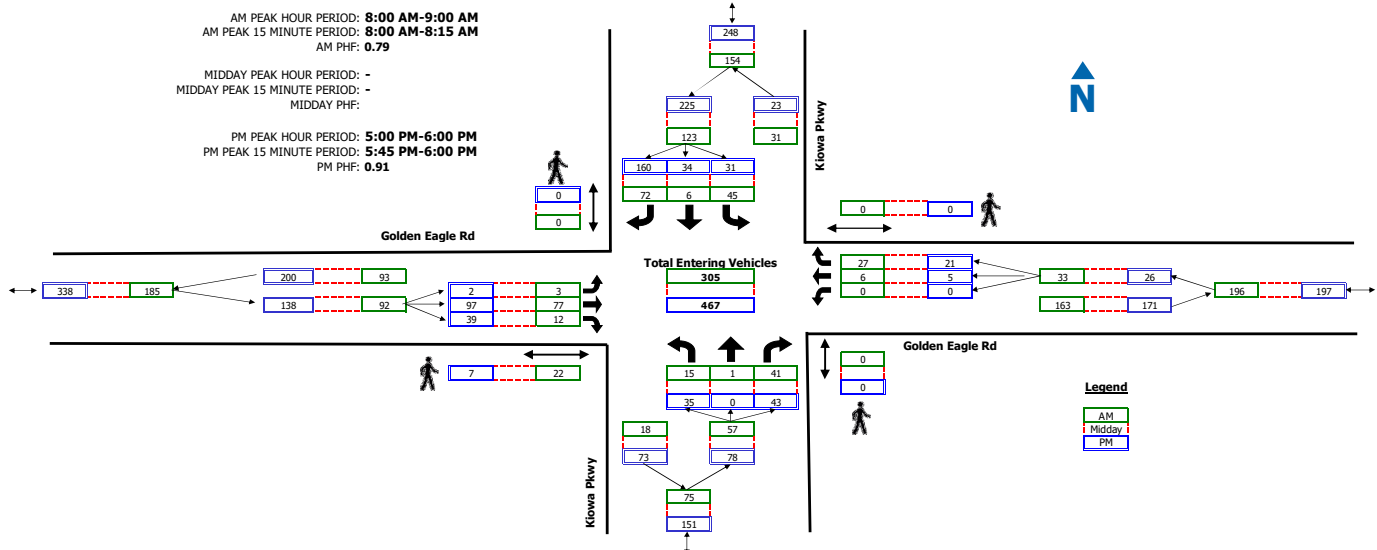 AM PEAK HOUR PERIOD: 8:00 AM-9:00 AM
AM PEAK 15 MINUTE PERIOD: 8:00 AM-8:15 AM
AM PHF: 0.79
MIDDAY PEAK HOUR PERIOD: -
MIDDAY PEAK 15 MINUTE PERIOD: -
MIDDAY PHF:
PM PEAK HOUR PERIOD: 5:00 PM-6:00 PM
PM PEAK 15 MINUTE PERIOD: 5:45 PM-6:00 PM
PM PHF: 0.91
248
154
225 23
123 31
160 34 31
72 6 45
Kiowa Pkwy
N
0
0
0 0
Golden Eagle Rd
Total Entering Vehicles
305
467
200 93
338 185
138 92
2 3
97 77
39 12
27 21
6 5
0 0
33 26
163 171
196 197
Golden Eagle Rd
7 22
15 1 41
35 0 43
18 57
73 78
75
151
Kiowa Pkwy
0
0
Legend
AM
Midday
PM